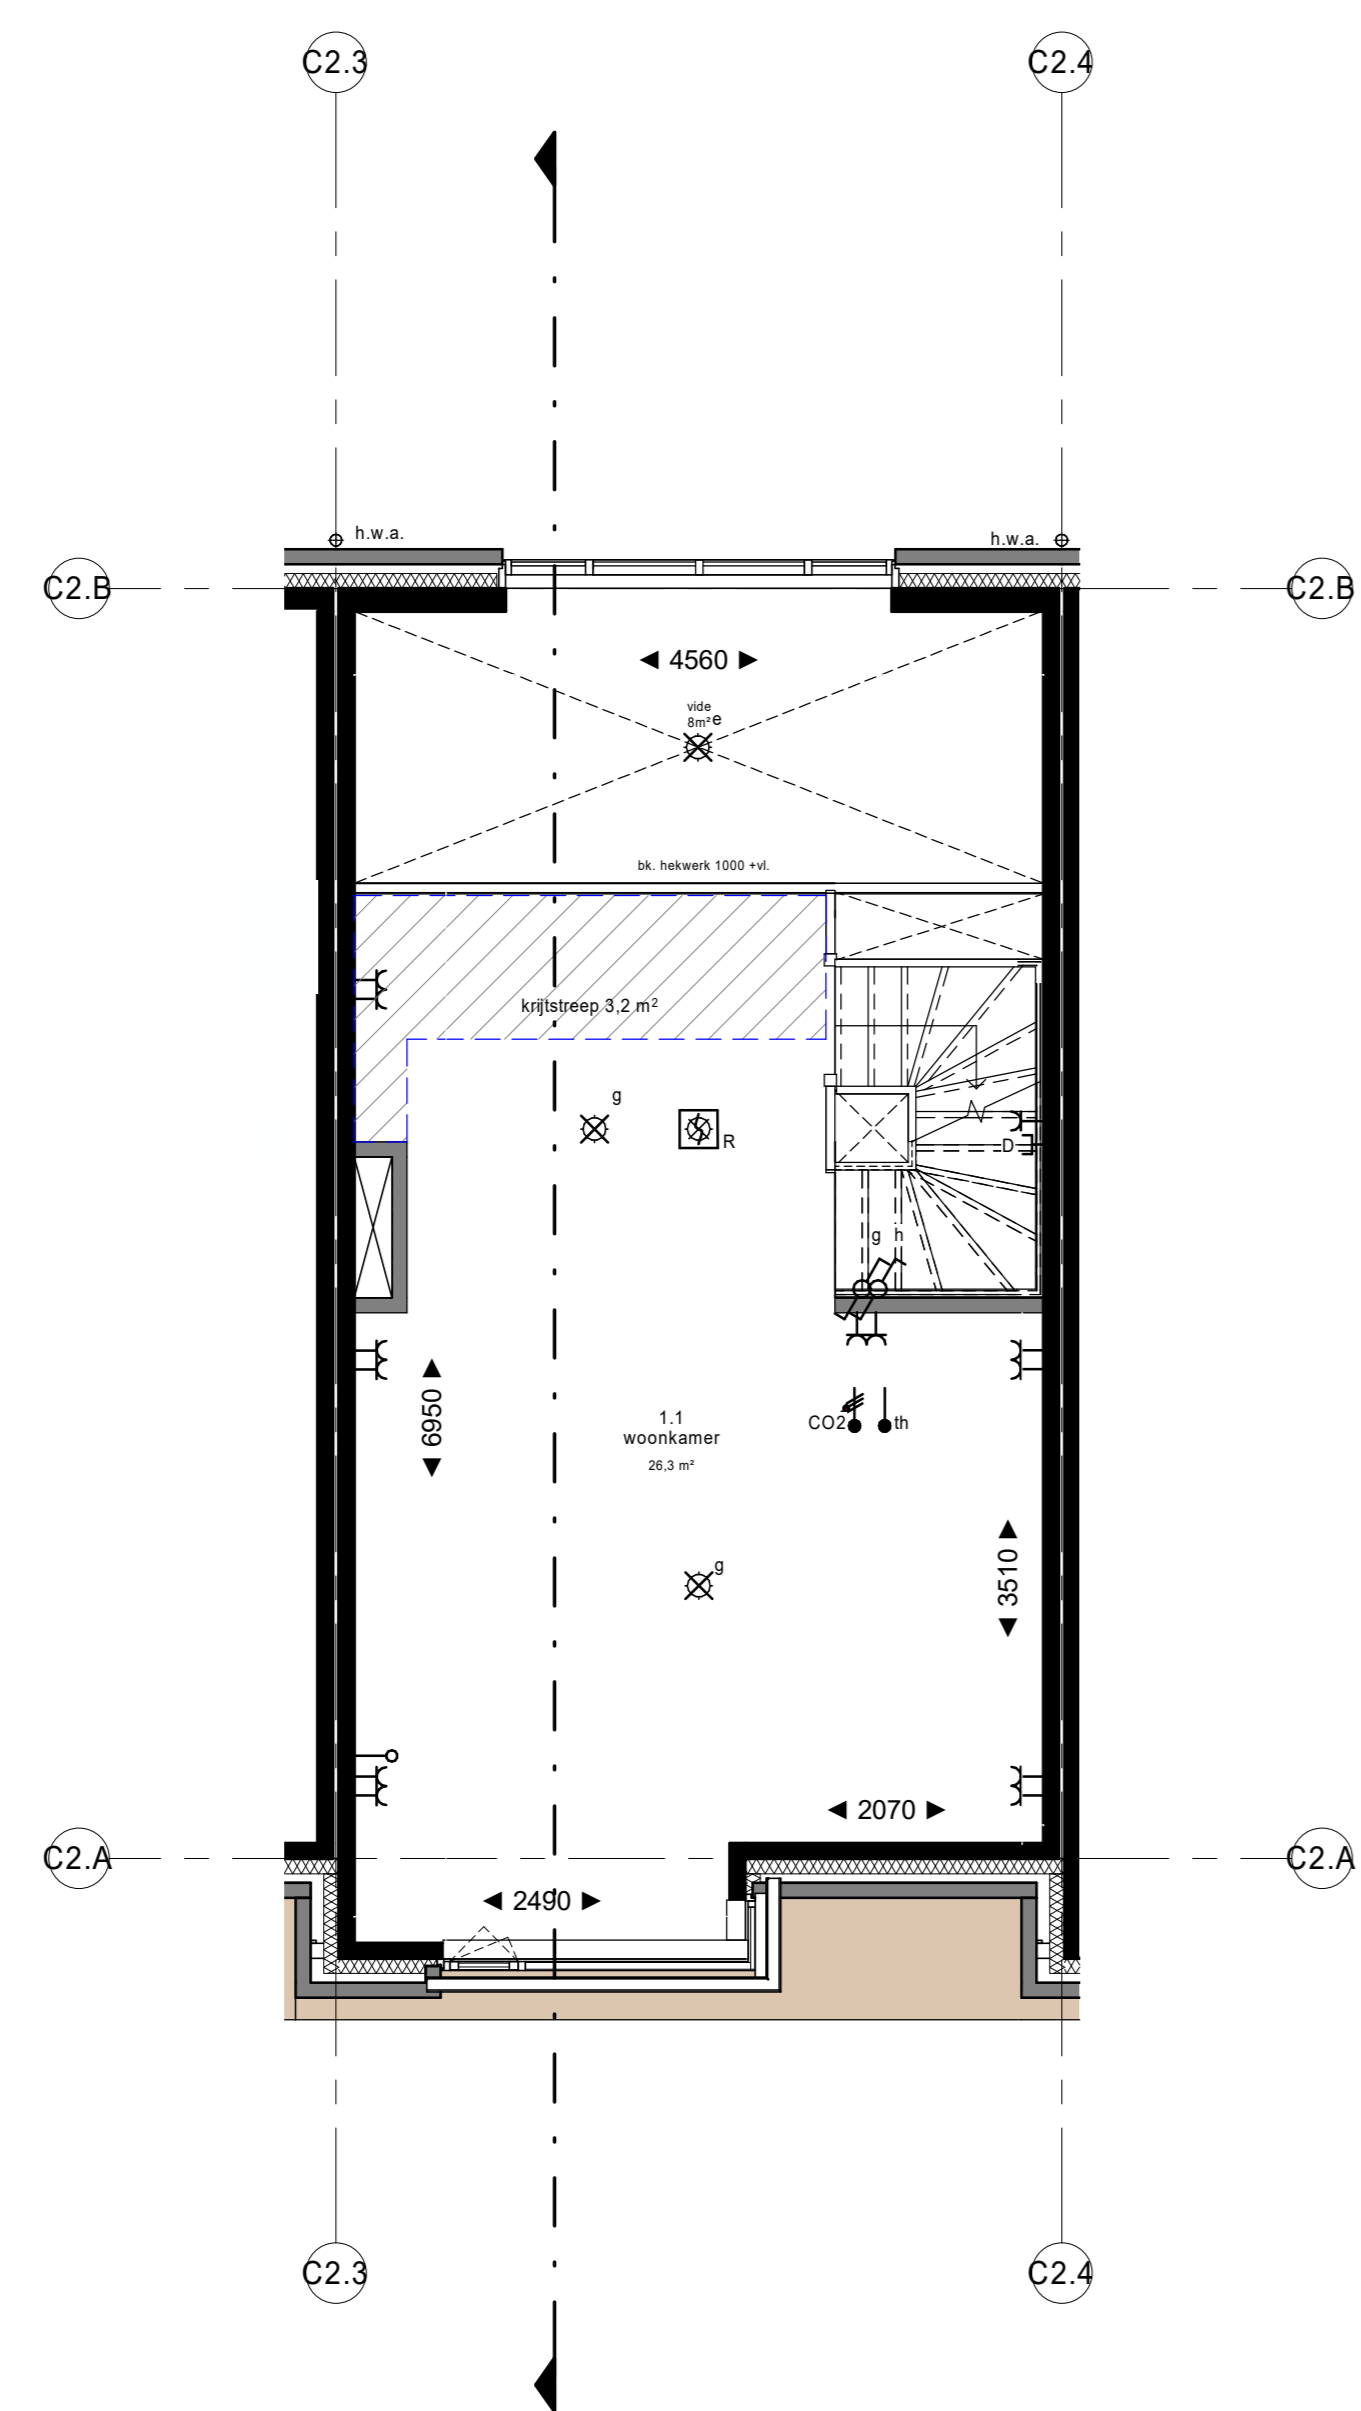 C2.3
C2.4
h.w.a.
h.w.a.
C2.B
C2.B
4560
vide
8m² e
bk. hekwerk 1000 +vl.
krijtstreep 3,2 m²
g
R
D
g h
6950
1.1
woonkamer
26,3 m²
CO2
th
3510
g
2070
C2.A
C2.A
2490
C2.3
C2.4